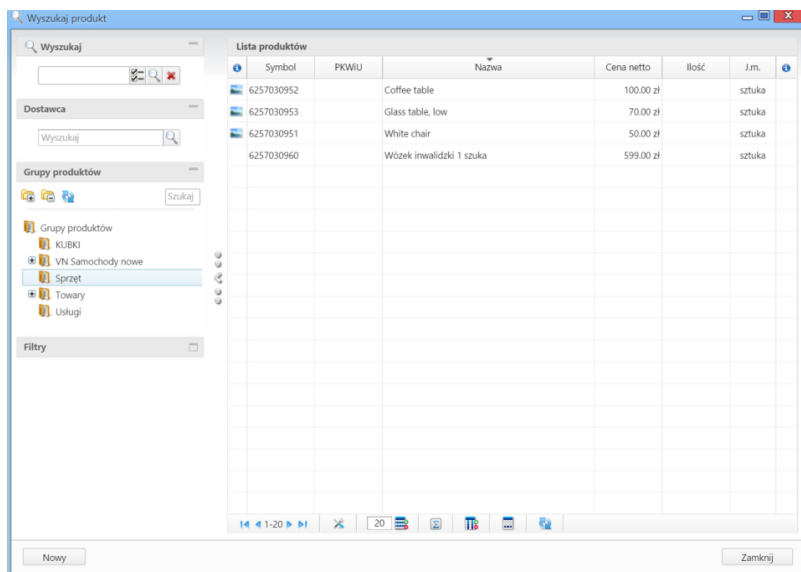 Wyszukaj produkt
Wyszukaj
Dostawca
Wyszukaj
Grupy produktów
Szukaj
Grupy produktów
KUBKI
VN Samochody nowe
Sprzęt
Towary
Usługi
Filtry
Lista produktów
Symbol PKWiU Nazwa Cena netto Ilość J.m.
6257030952 Coffee table 100.00 zł sztuka
6257030953 Glass table, low 70.00 zł sztuka
6257030951 White chair 50.00 zł sztuka
6257030960 Wózek inwalidzki 1 szuka 599.00 zł sztuka
1-20 20
Nowy Zamknij